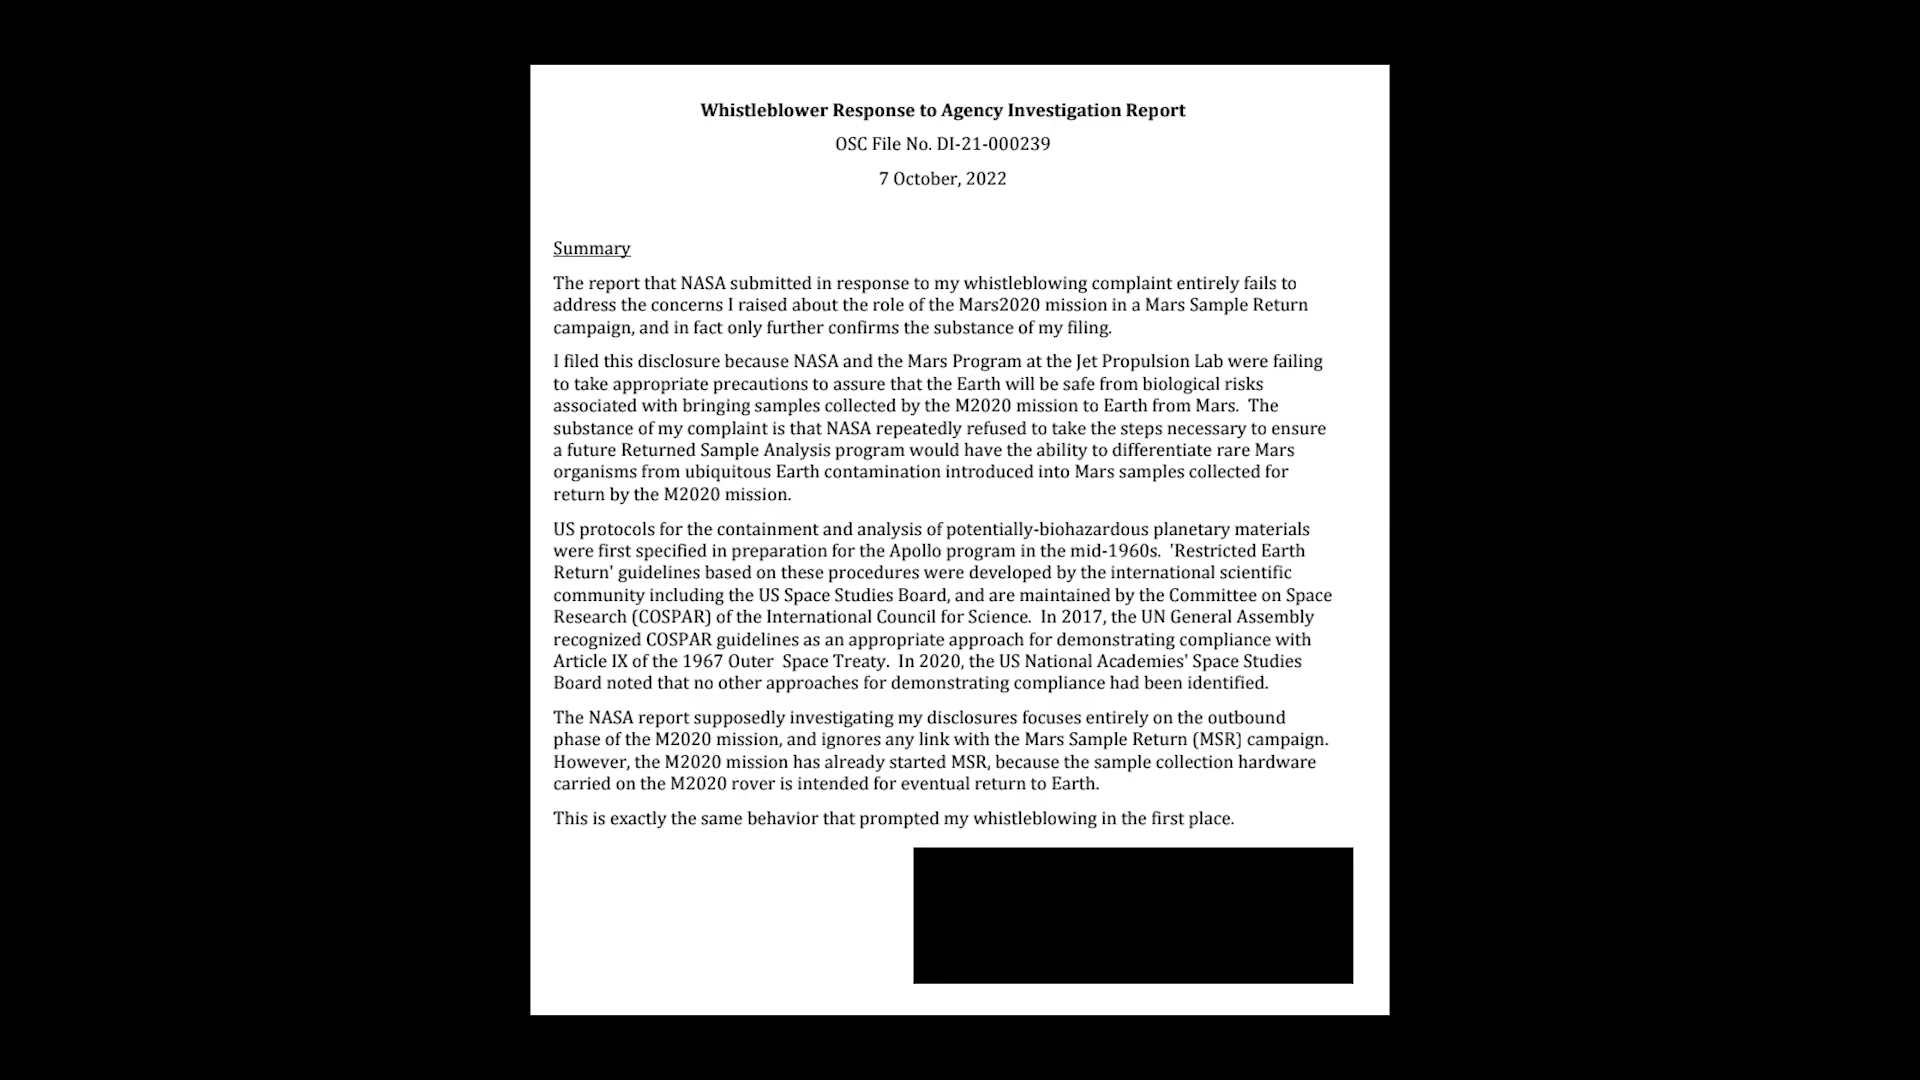 Whistleblower Response to Agency Investigation Report
OSC File No. DI-21-000239
7 October, 2022
Summary
The report that NASA submitted in response to my whistleblowing complaint entirely fails to
address the concerns I raised about the role of the Mars2020 mission in a Mars Sample Return
campaign, and in fact only further confirms the substance of my filing.
I filed this disclosure because NASA and the Mars Program at the Jet Propulsion Lab were failing
to take appropriate precautions to assure that the Earth will be safe from biological risks
associated with bringing samples collected by the M2020 mission to Earth from Mars.  The
substance of my complaint is that NASA repeatedly refused to take the steps necessary to ensure
a future Returned Sample Analysis program would have the ability to differentiate rare Mars
organisms from ubiquitous Earth contamination introduced into Mars samples collected for
return by the M2020 mission.
US protocols for the containment and analysis of potentially-biohazardous planetary materials
were first specified in preparation for the Apollo program in the mid-1960s.  'Restricted Earth
Return' guidelines based on these procedures were developed by the international scientific
community including the US Space Studies Board, and are maintained by the Committee on Space
Research (COSPAR) of the International Council for Science.  In 2017, the UN General Assembly
recognized COSPAR guidelines as an appropriate approach for demonstrating compliance with
Article IX of the 1967 Outer  Space Treaty.  In 2020, the US National Academies' Space Studies
Board noted that no other approaches for demonstrating compliance had been identified.
The NASA report supposedly investigating my disclosures focuses entirely on the outbound
phase of the M2020 mission, and ignores any link with the Mars Sample Return (MSR) campaign.
However, the M2020 mission has already started MSR, because the sample collection hardware
carried on the M2020 rover is intended for eventual return to Earth.
This is exactly the same behavior that prompted my whistleblowing in the first place.